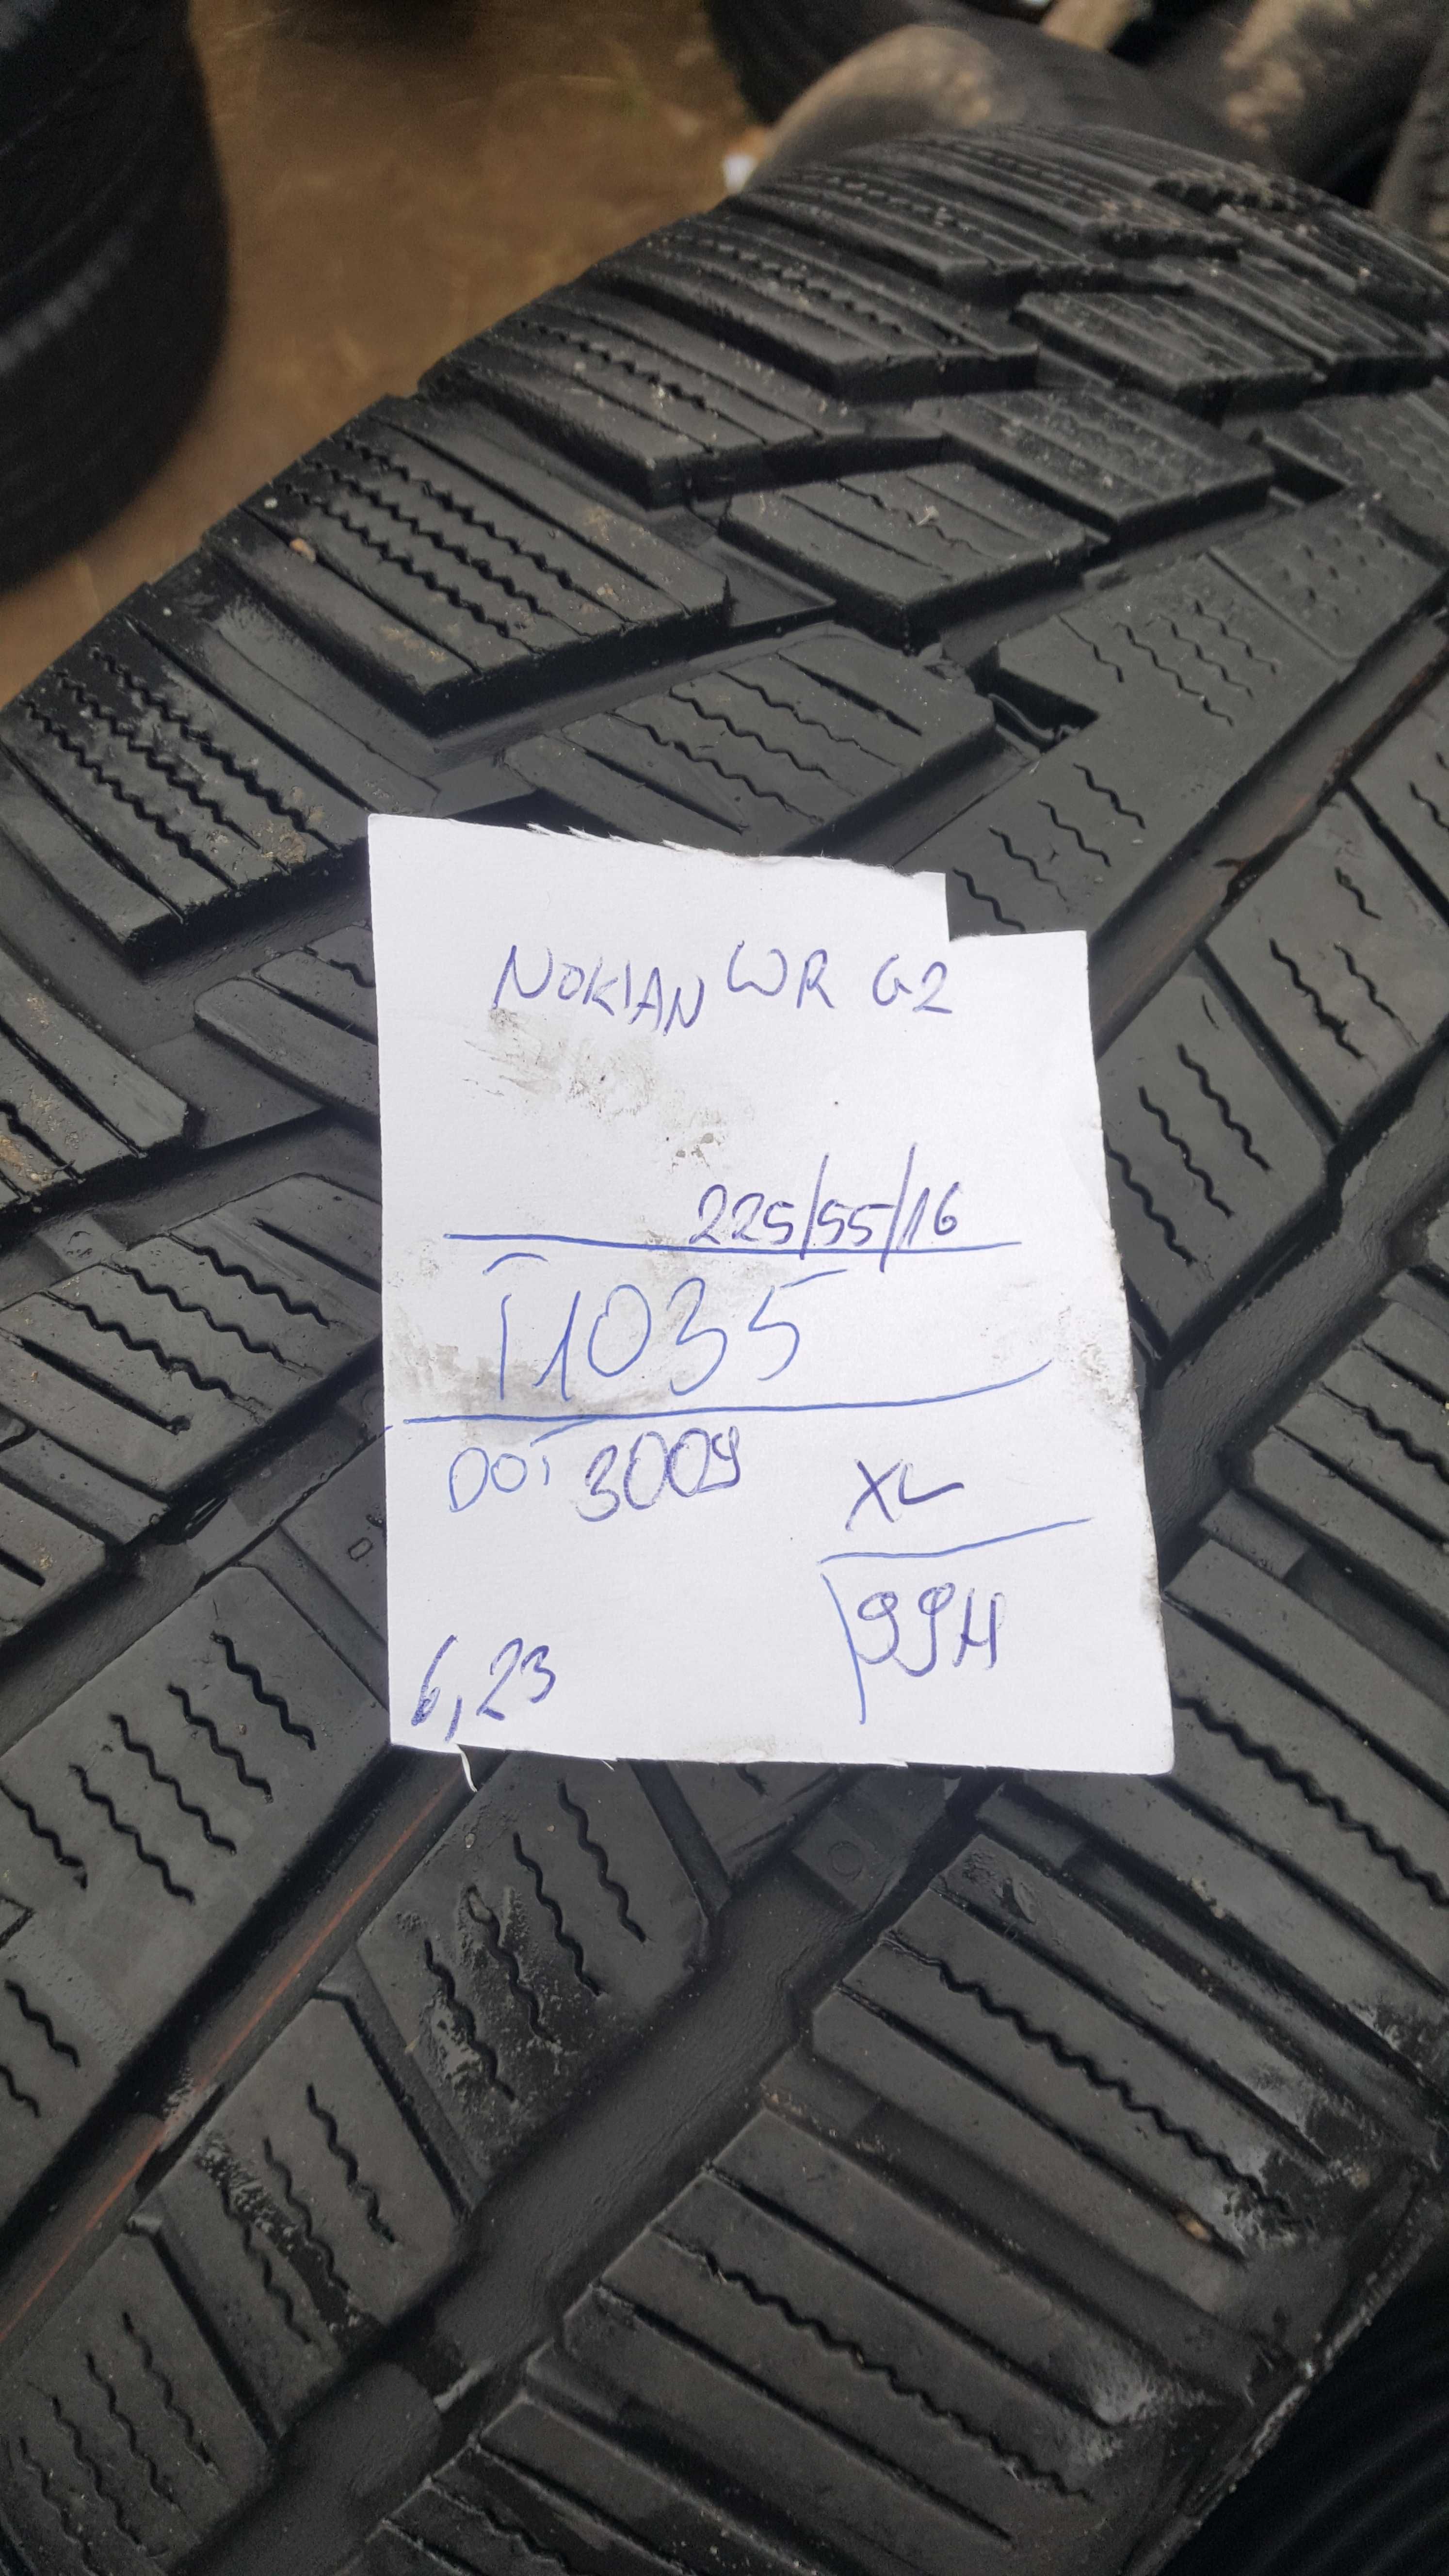 NOKIAN WR G2
225/55/16
T1035
DOT 3009
XL
99H
6,23